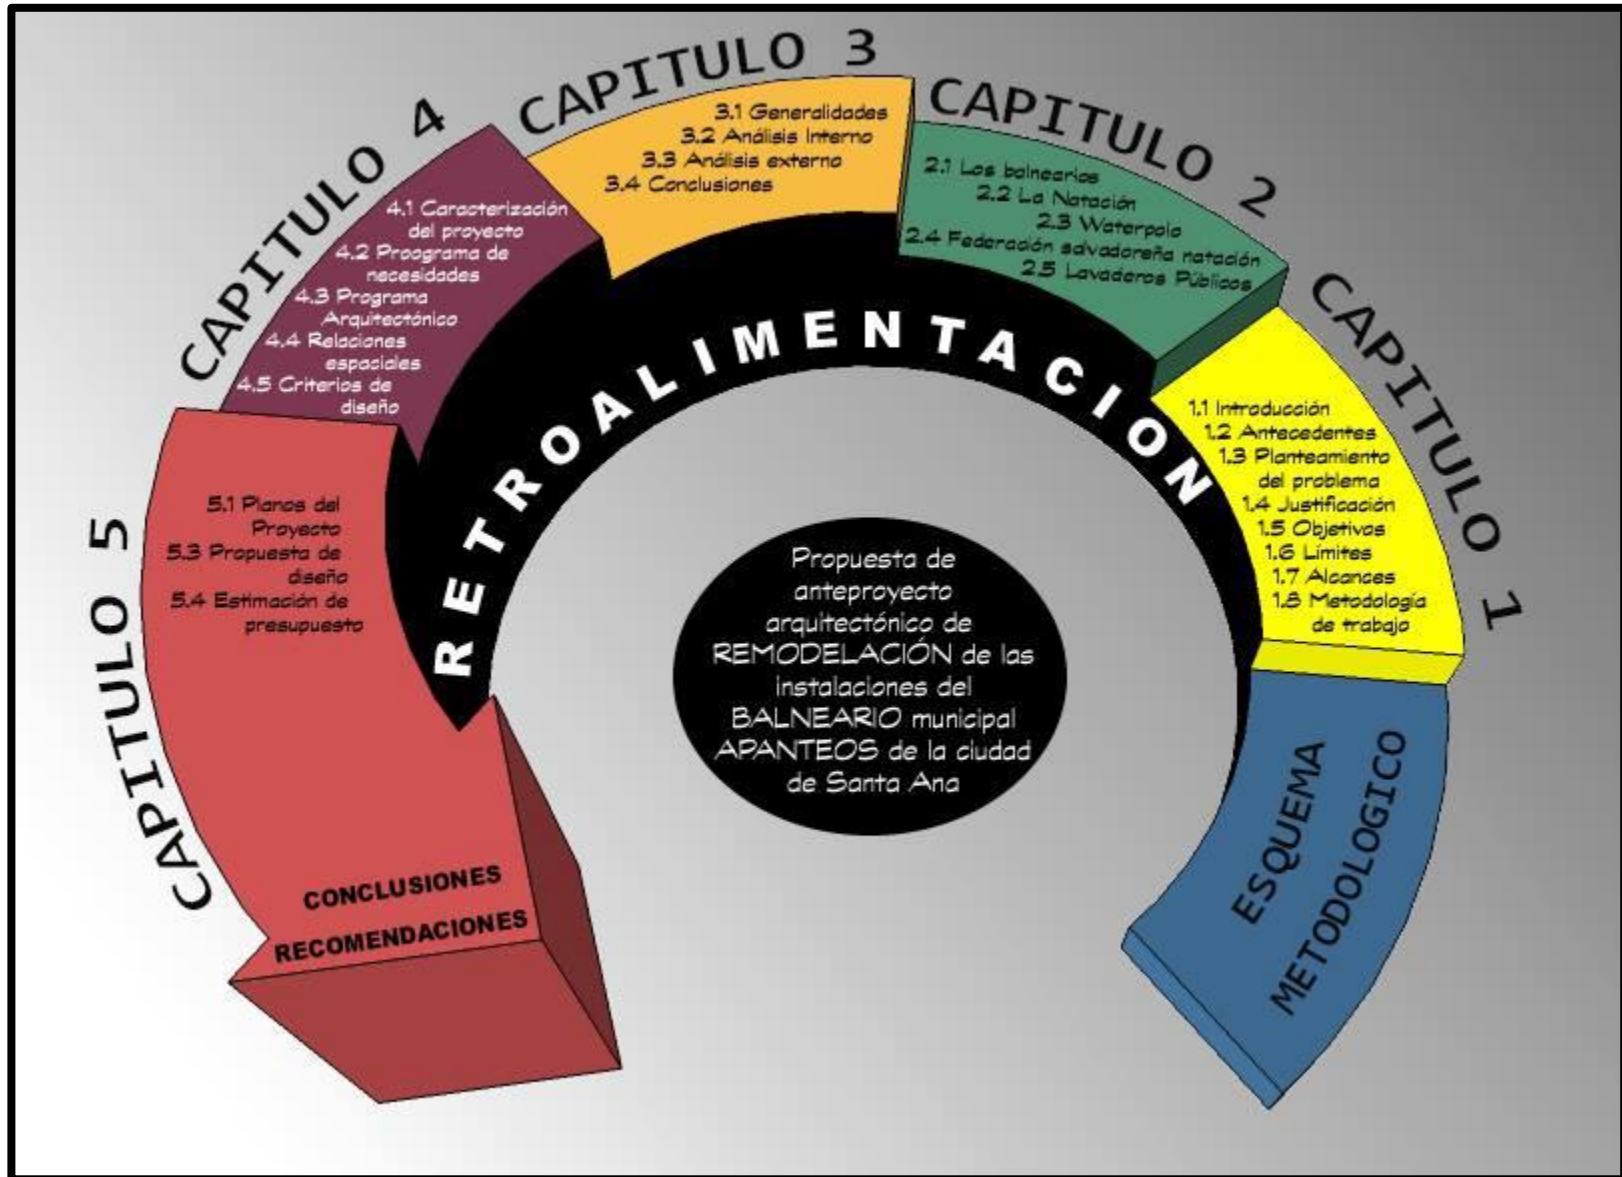 ESQUEMA
METODOLOGICO
CAPITULO 1
1.1 Introducción
1.2 Antecedentes
1.3 Planteamiento
del problema
1.4 Justificación
1.5 Objetivos
1.6 Límites
1.7 Alcances
1.8 Metodología
de trabajo
CAPITULO 2
2.1 Los balnearios
2.2 La Natación
2.3 Waterpolo
2.4 Federación salvadoreña natación
2.5 Lavaderos Públicos
CAPITULO 3
3.1 Generalidades
3.2 Análisis Interno
3.3 Análisis externo
3.4 Conclusiones
CAPITULO 4
4.1 Caracterización
del proyecto
4.2 Proograma de
necesidades
4.3 Programa
Arquitectónico
4.4 Relaciones
espaciales
4.5 Criterios de
diseño
CAPITULO 5
5.1 Planos del
Proyecto
5.3 Propuesta de
diseño
5.4 Estimación de
presupuesto
CONCLUSIONES
RECOMENDACIONES
RETROALIMENTACION
Propuesta de
anteproyecto
arquitectónico de
REMODELACIÓN de las
instalaciones del
BALNEARIO municipal
APANTEOS de la ciudad
de Santa Ana